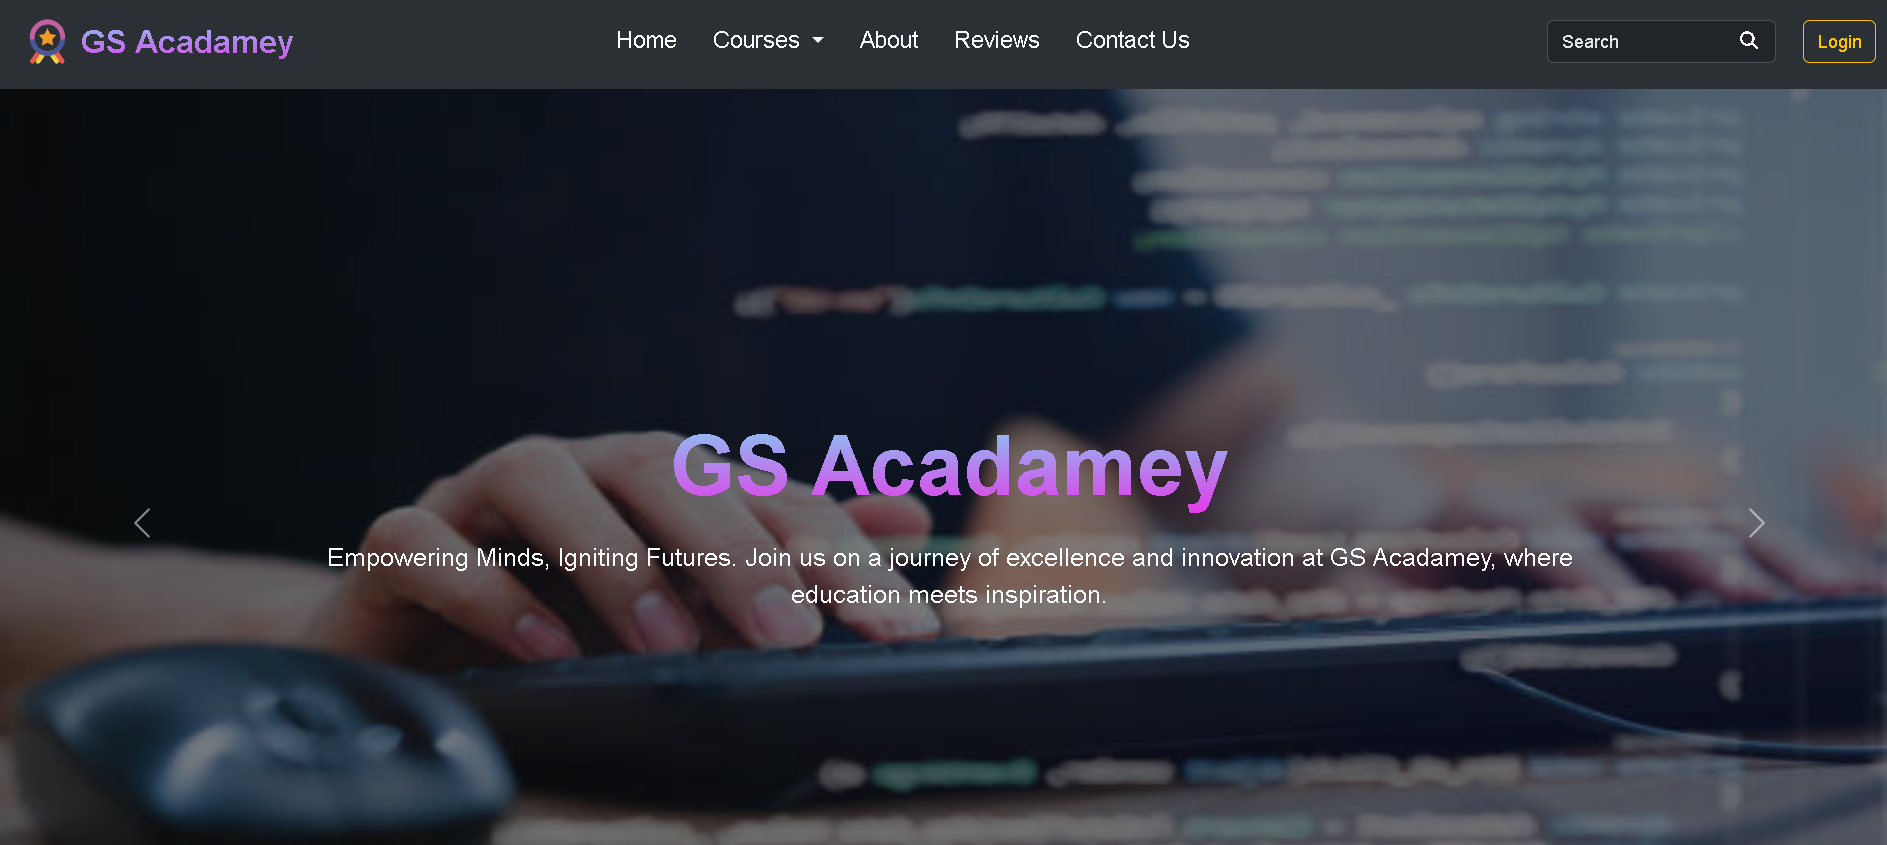 GS Acadamey
Home
Courses
About
Reviews
Contact Us
Search
Login
GS Acadamey
Empowering Minds, Igniting Futures. Join us on a journey of excellence and innovation at GS Acadamey, where
education meets inspiration.